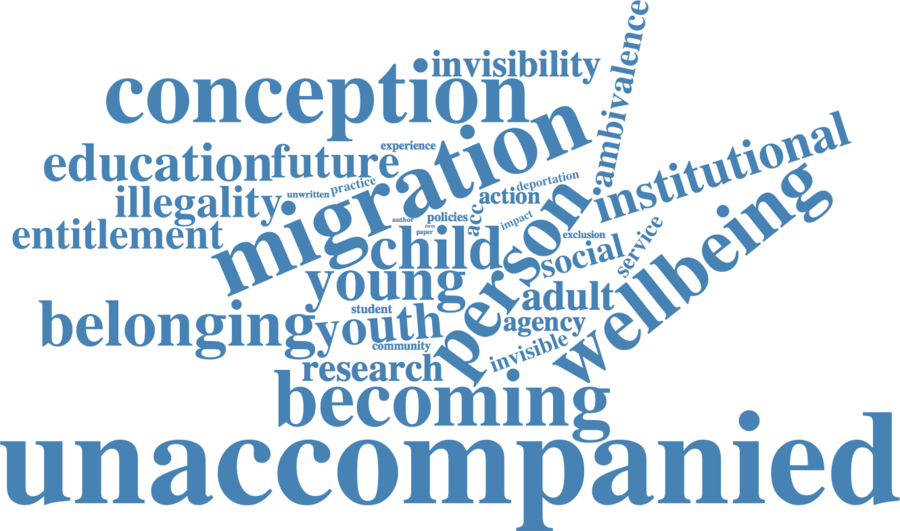 ambivalence
invisibility
conception
migration
experience
education
future
institutional
deportation
practice
unwritten
illegality
action
person
wellbeing
acc
impact
policies
author
form
paper
entitlement
child
exclusion
service
social
young
adult
belonging
student
youth
agency
community
invisible
research
becoming
unaccompanied